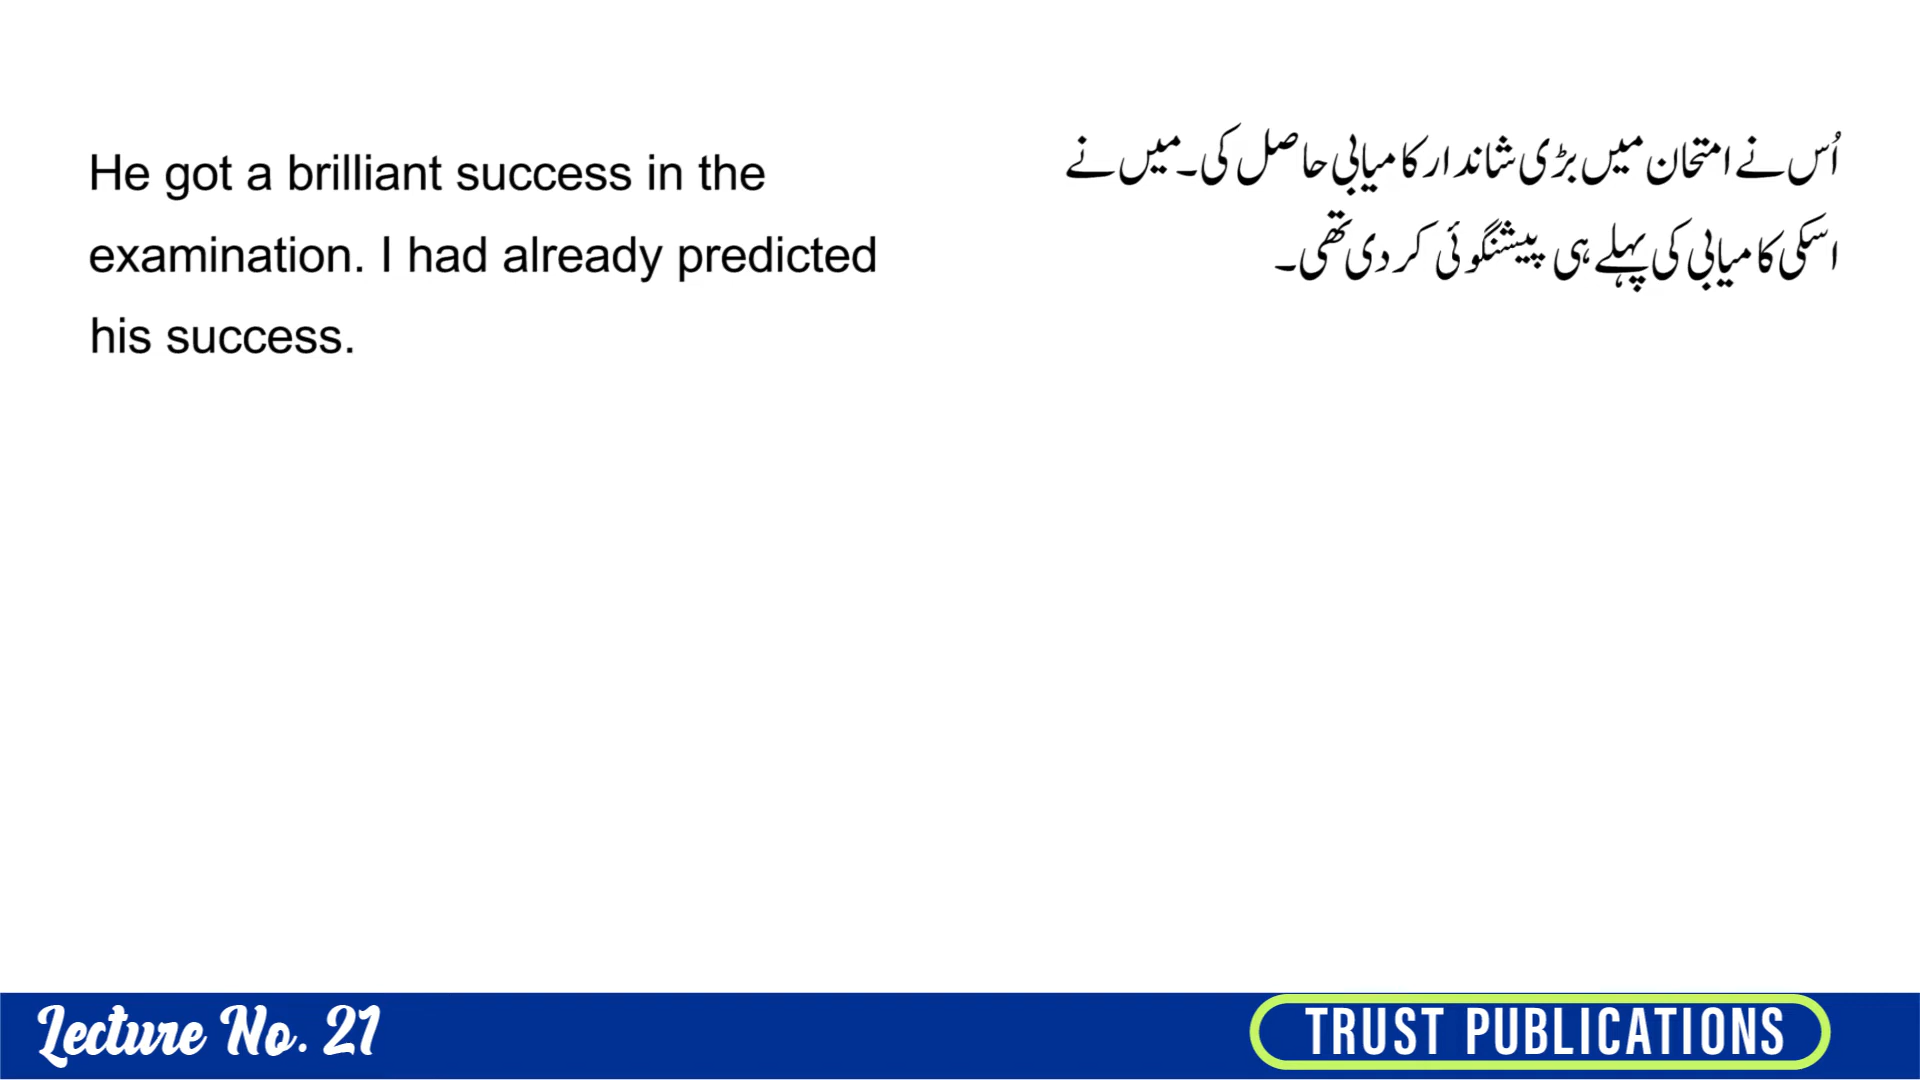 He got a brilliant success in the
examination. I had already predicted
his success.
اُس نے امتحان میں بڑی شاندار کامیابی حاصل کی۔ میں نے
اسکی کامیابی کی پہلے ہی پیشنگوئی کر دی تھی۔
Lecture No. 21
TRUST PUBLICATIONS